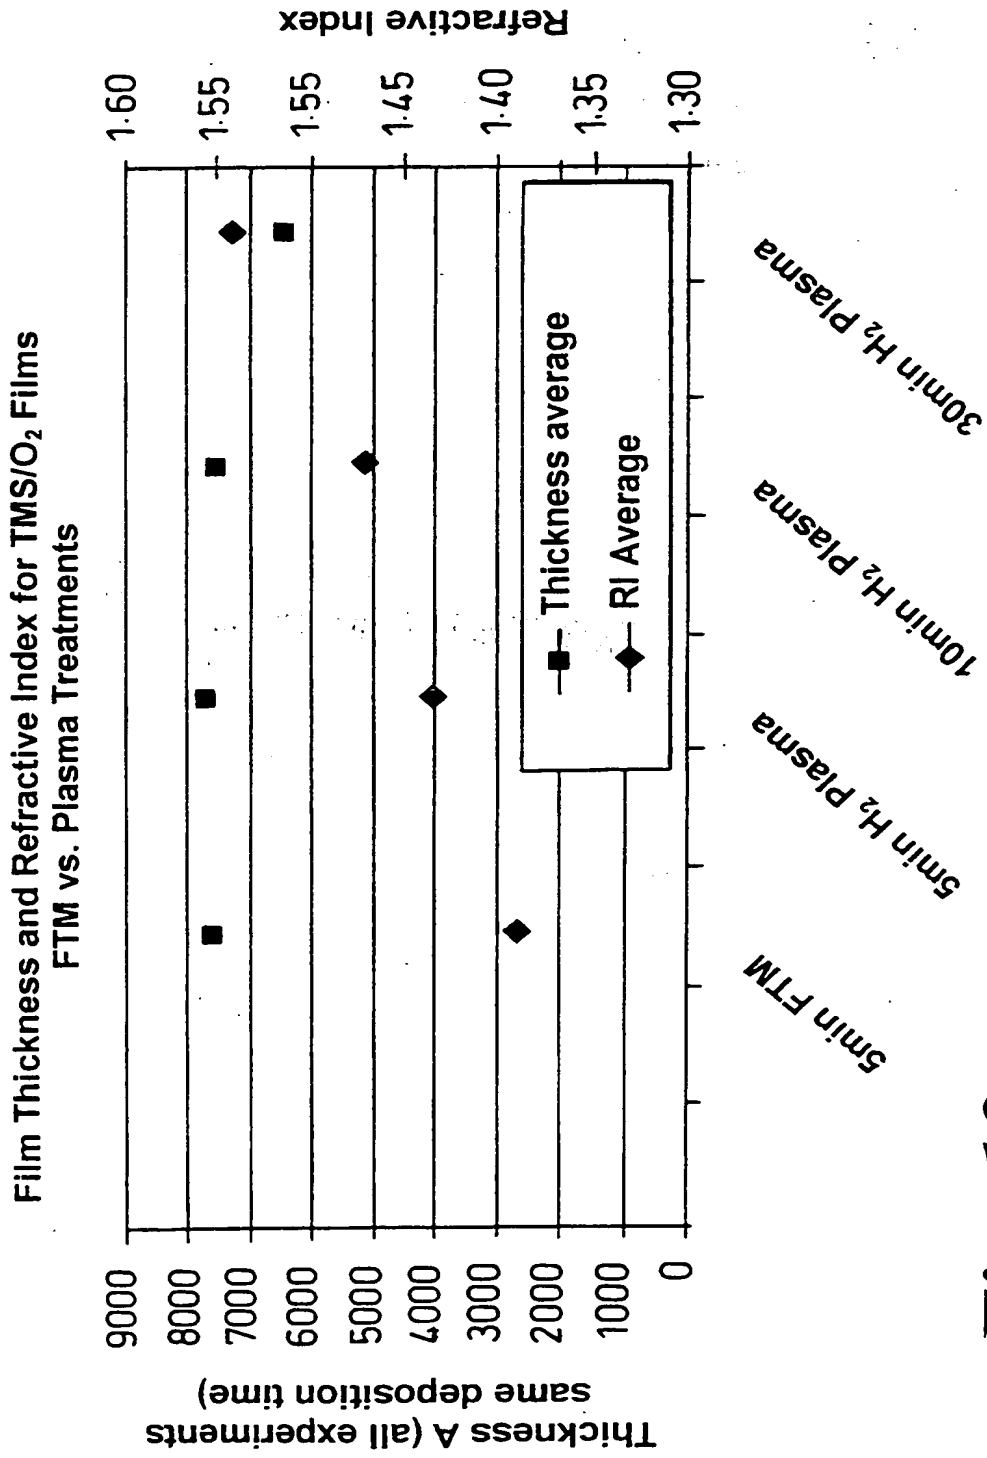 Film Thickness and Refractive Index for TMS/O₂ Films
FTM vs. Plasma Treatments
Thickness A (all experiments
same deposition time)
9000
8000
7000
6000
5000
4000
3000
2000
1000
0
Refractive Index
1·60
1·55
1·55
1·45
1·40
1·35
1·30
Thickness average
RI Average
5min FTM
5min H₂ Plasma
10min H₂ Plasma
30min H₂ Plasma